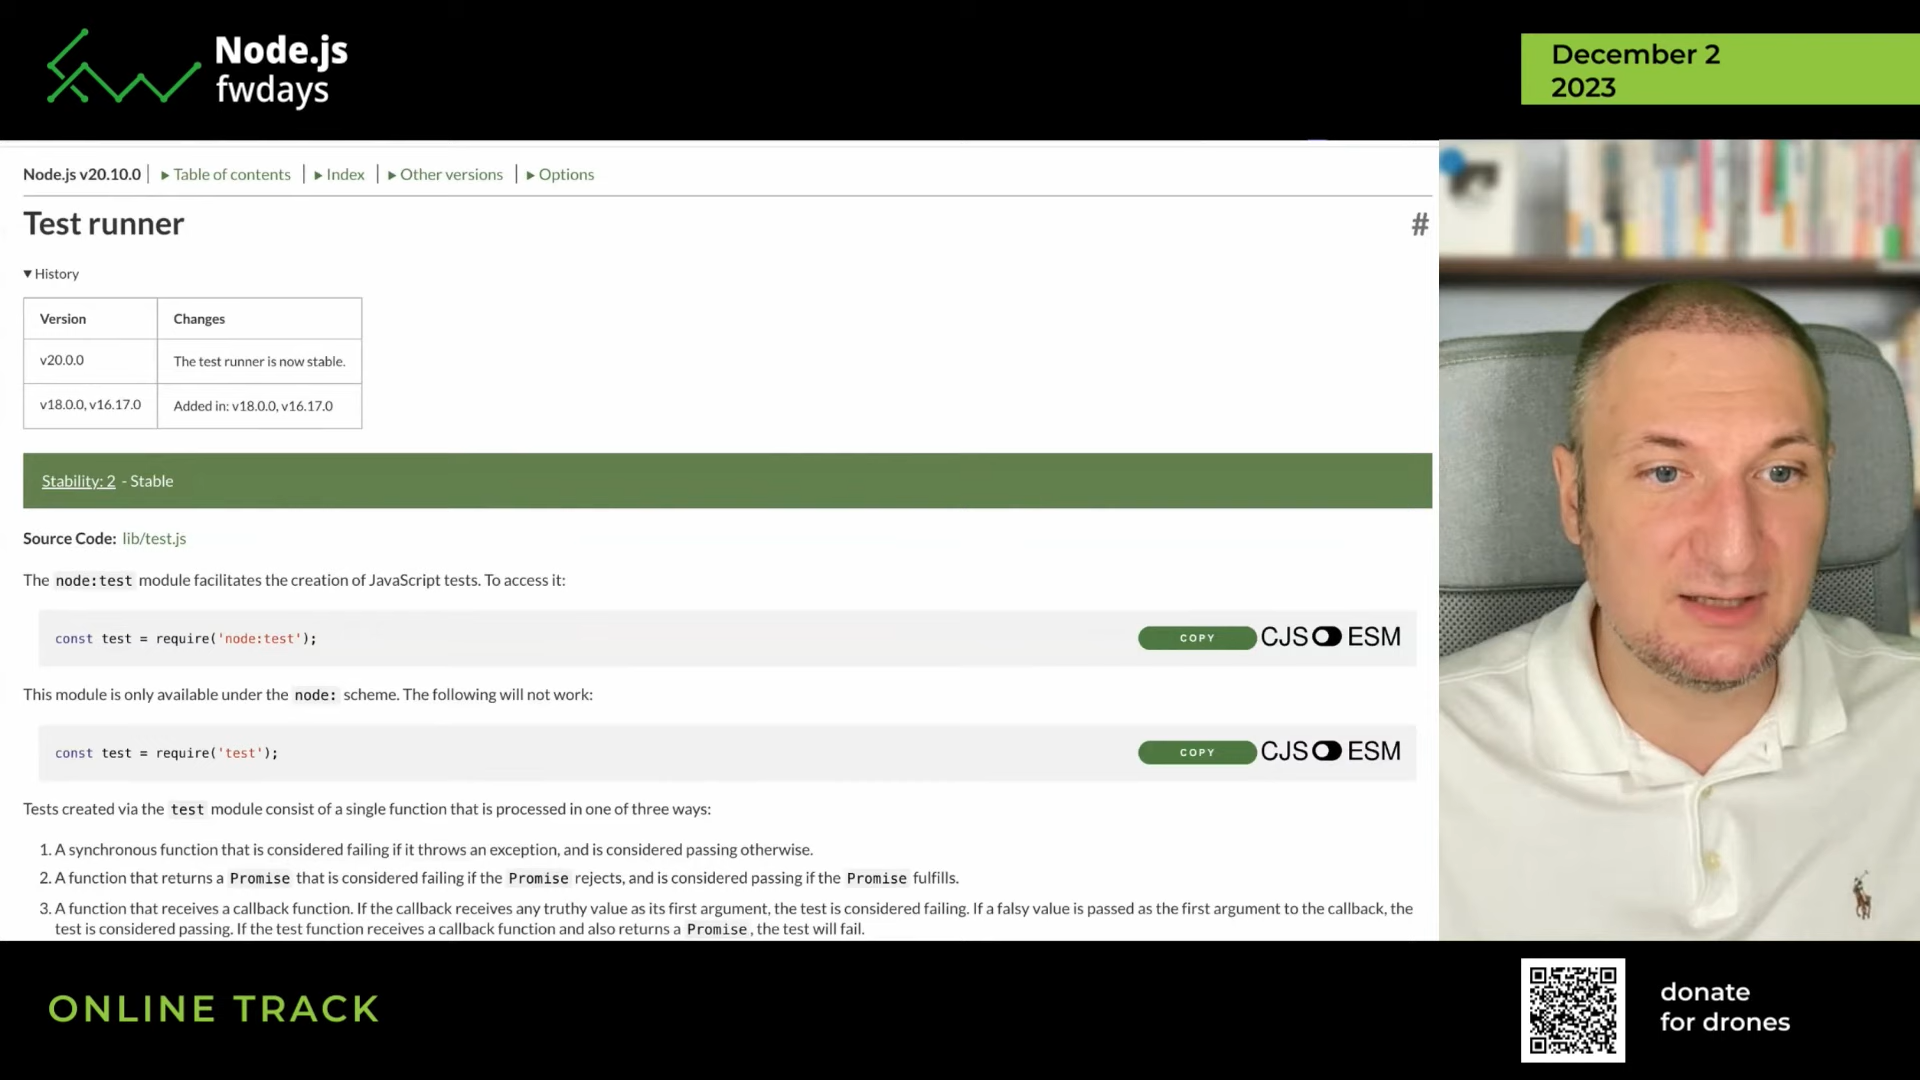 Node.js
fwdays
December 2
2023
Node.js v20.10.0 ▶ Table of contents ▶ Index ▶ Other versions ▶ Options
Test runner #
▼ History
Version Changes
v20.0.0 The test runner is now stable.
v18.0.0, v16.17.0 Added in: v18.0.0, v16.17.0
Stability: 2 - Stable
Source Code: lib/test.js
The node:test module facilitates the creation of JavaScript tests. To access it:
const test = require('node:test'); COPY CJS ESM
This module is only available under the node: scheme. The following will not work:
const test = require('test'); COPY CJS ESM
Tests created via the test module consist of a single function that is processed in one of three ways:
1. A synchronous function that is considered failing if it throws an exception, and is considered passing otherwise.
2. A function that returns a Promise that is considered failing if the Promise rejects, and is considered passing if the Promise fulfills.
3. A function that receives a callback function. If the callback receives any truthy value as its first argument, the test is considered failing. If a falsy value is passed as the first argument to the callback, the
test is considered passing. If the test function receives a callback function and also returns a Promise, the test will fail.
ONLINE TRACK
donate
for drones